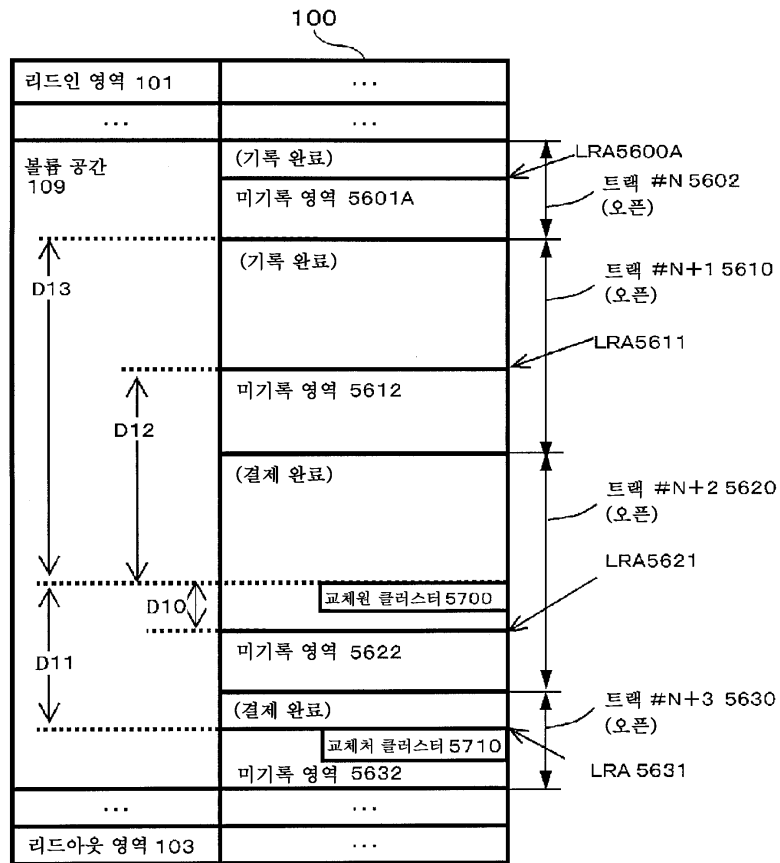 100
리드인 영역 101
...
...
...
볼륨 공간
109
(기록 완료)
LRA5600A
미기록 영역 5601A
트랙 #N 5602
(오픈)
(기록 완료)
D13
트랙 #N+1 5610
(오픈)
LRA5611
미기록 영역 5612
D12
(결제 완료)
트랙 #N+2 5620
(오픈)
LRA5621
교체원 클러스터 5700
D10
미기록 영역 5622
D11
(결제 완료)
트랙 #N+3 5630
(오픈)
교체처 클러스터 5710
미기록 영역 5632
LRA 5631
...
...
리드아웃 영역 103
...